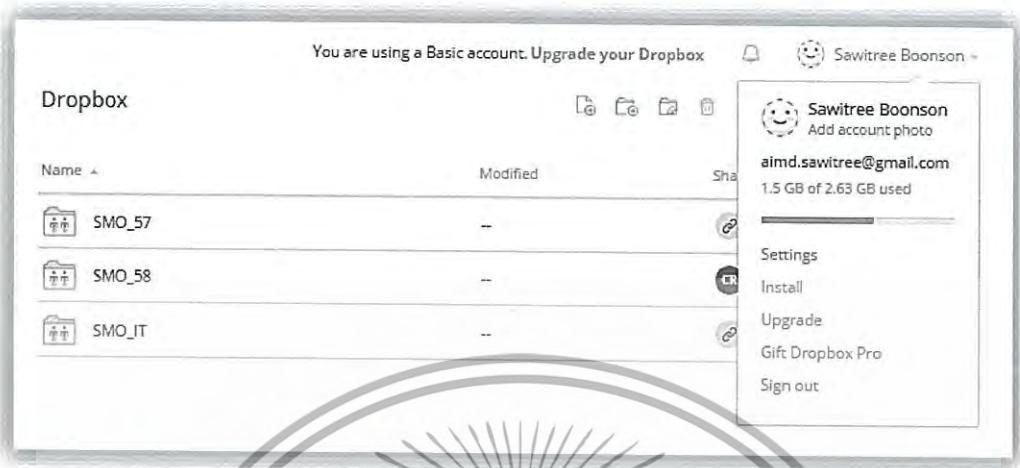 You are using a Basic account. Upgrade your Dropbox
Sawitree Boonson
Dropbox
Sawitree Boonson
Add account photo
aimd.sawitree@gmail.com
1.5 GB of 2.63 GB used
Name
Modified
Sha
SMO_57
--
SMO_58
--
CR
SMO_IT
--
Settings
Install
Upgrade
Gift Dropbox Pro
Sign out